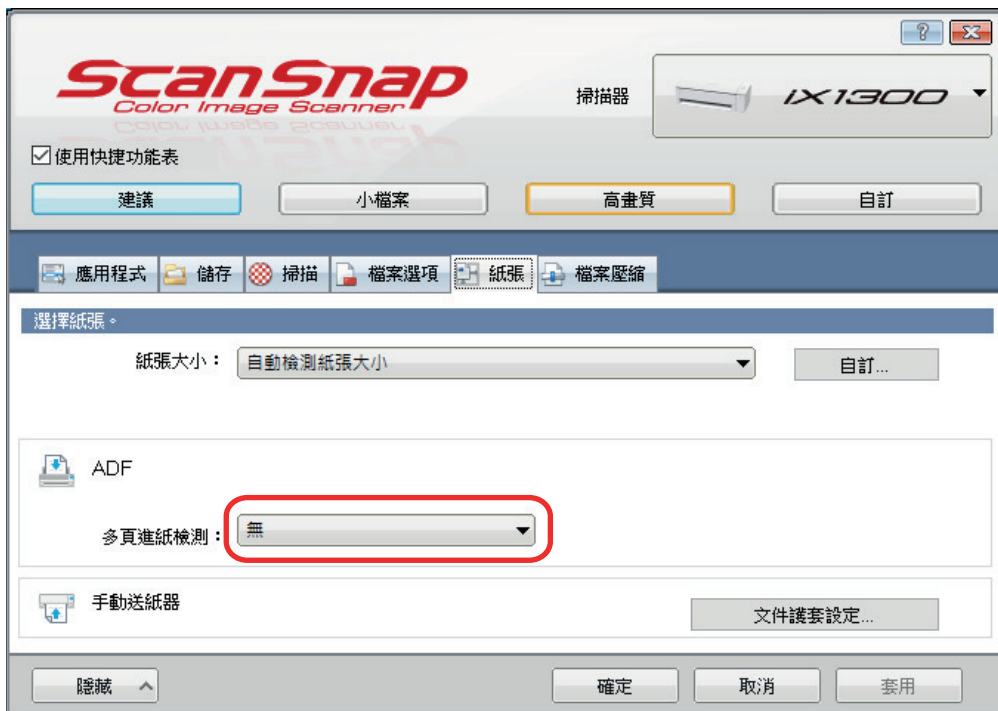 ScanSnap
Color Image Scanner
掃描器
iX1300
使用快捷功能表
建議 小檔案 高畫質 自訂
應用程式 儲存 掃描 檔案選項 紙張 檔案壓縮
選擇紙張。
紙張大小： 自動檢測紙張大小 自訂...
ADF
多頁進紙檢測： 無
手動送紙器 文件護套設定...
隱藏 確定 取消 套用